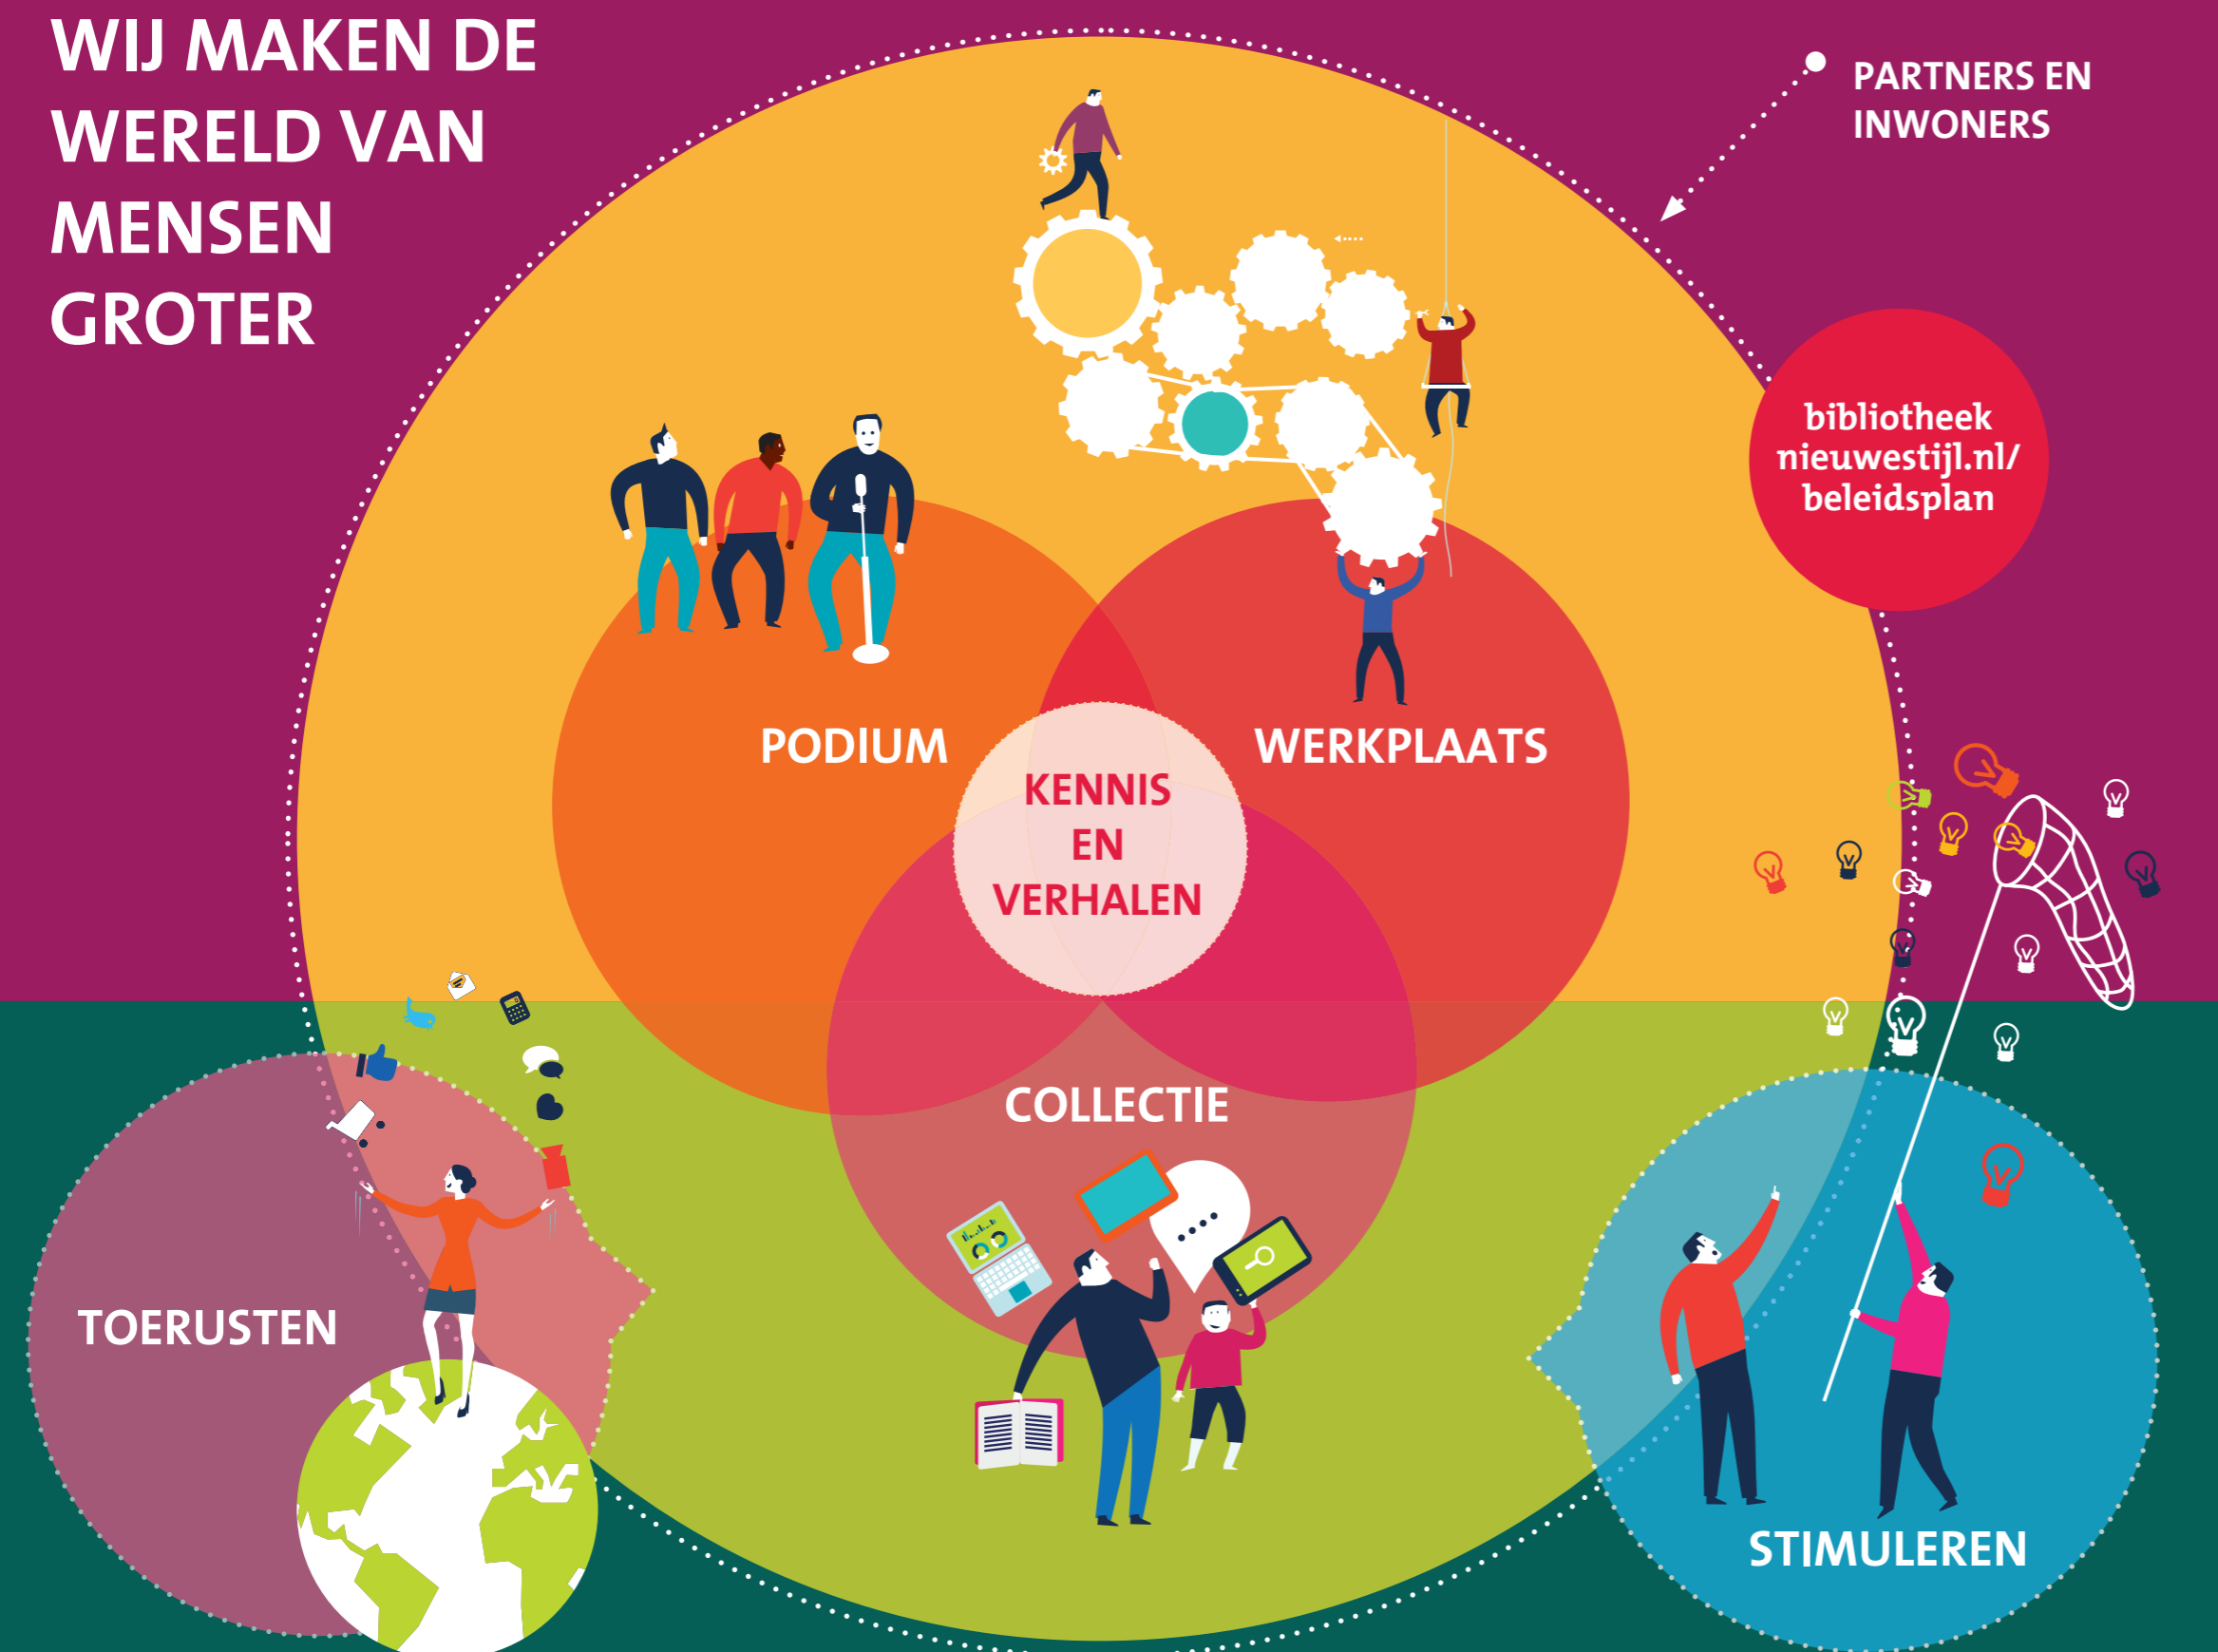 WIJ MAKEN DE
WERELD VAN
MENSEN
GROTER
PARTNERS EN
INWONERS
bibliotheek
nieuwestijl.nl/
beleidsplan
PODIUM
WERKPLAATS
KENNIS
EN
VERHALEN
COLLECTIE
TOERUSTEN
STIMULEREN